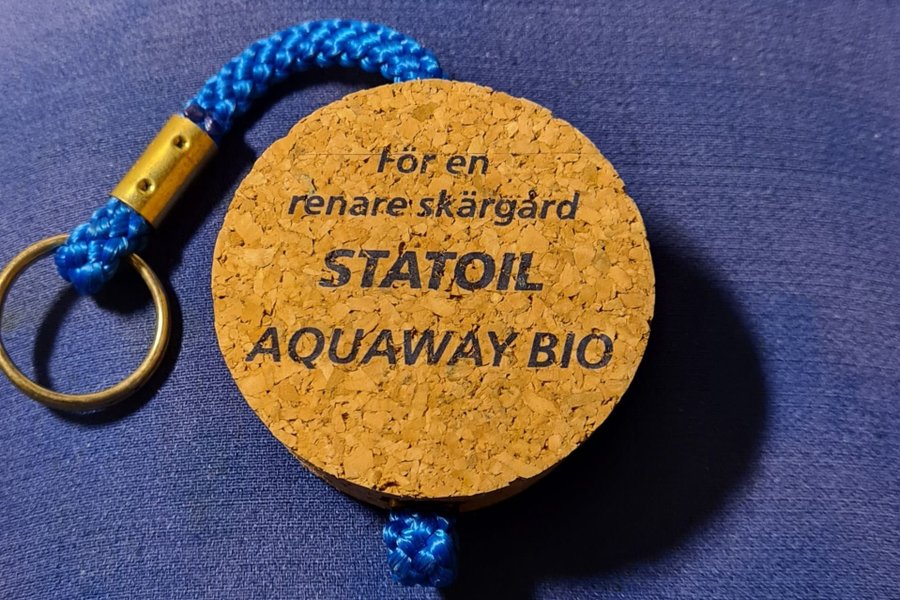 För en
renare skärgård
STATOIL
AQUAWAY BIO